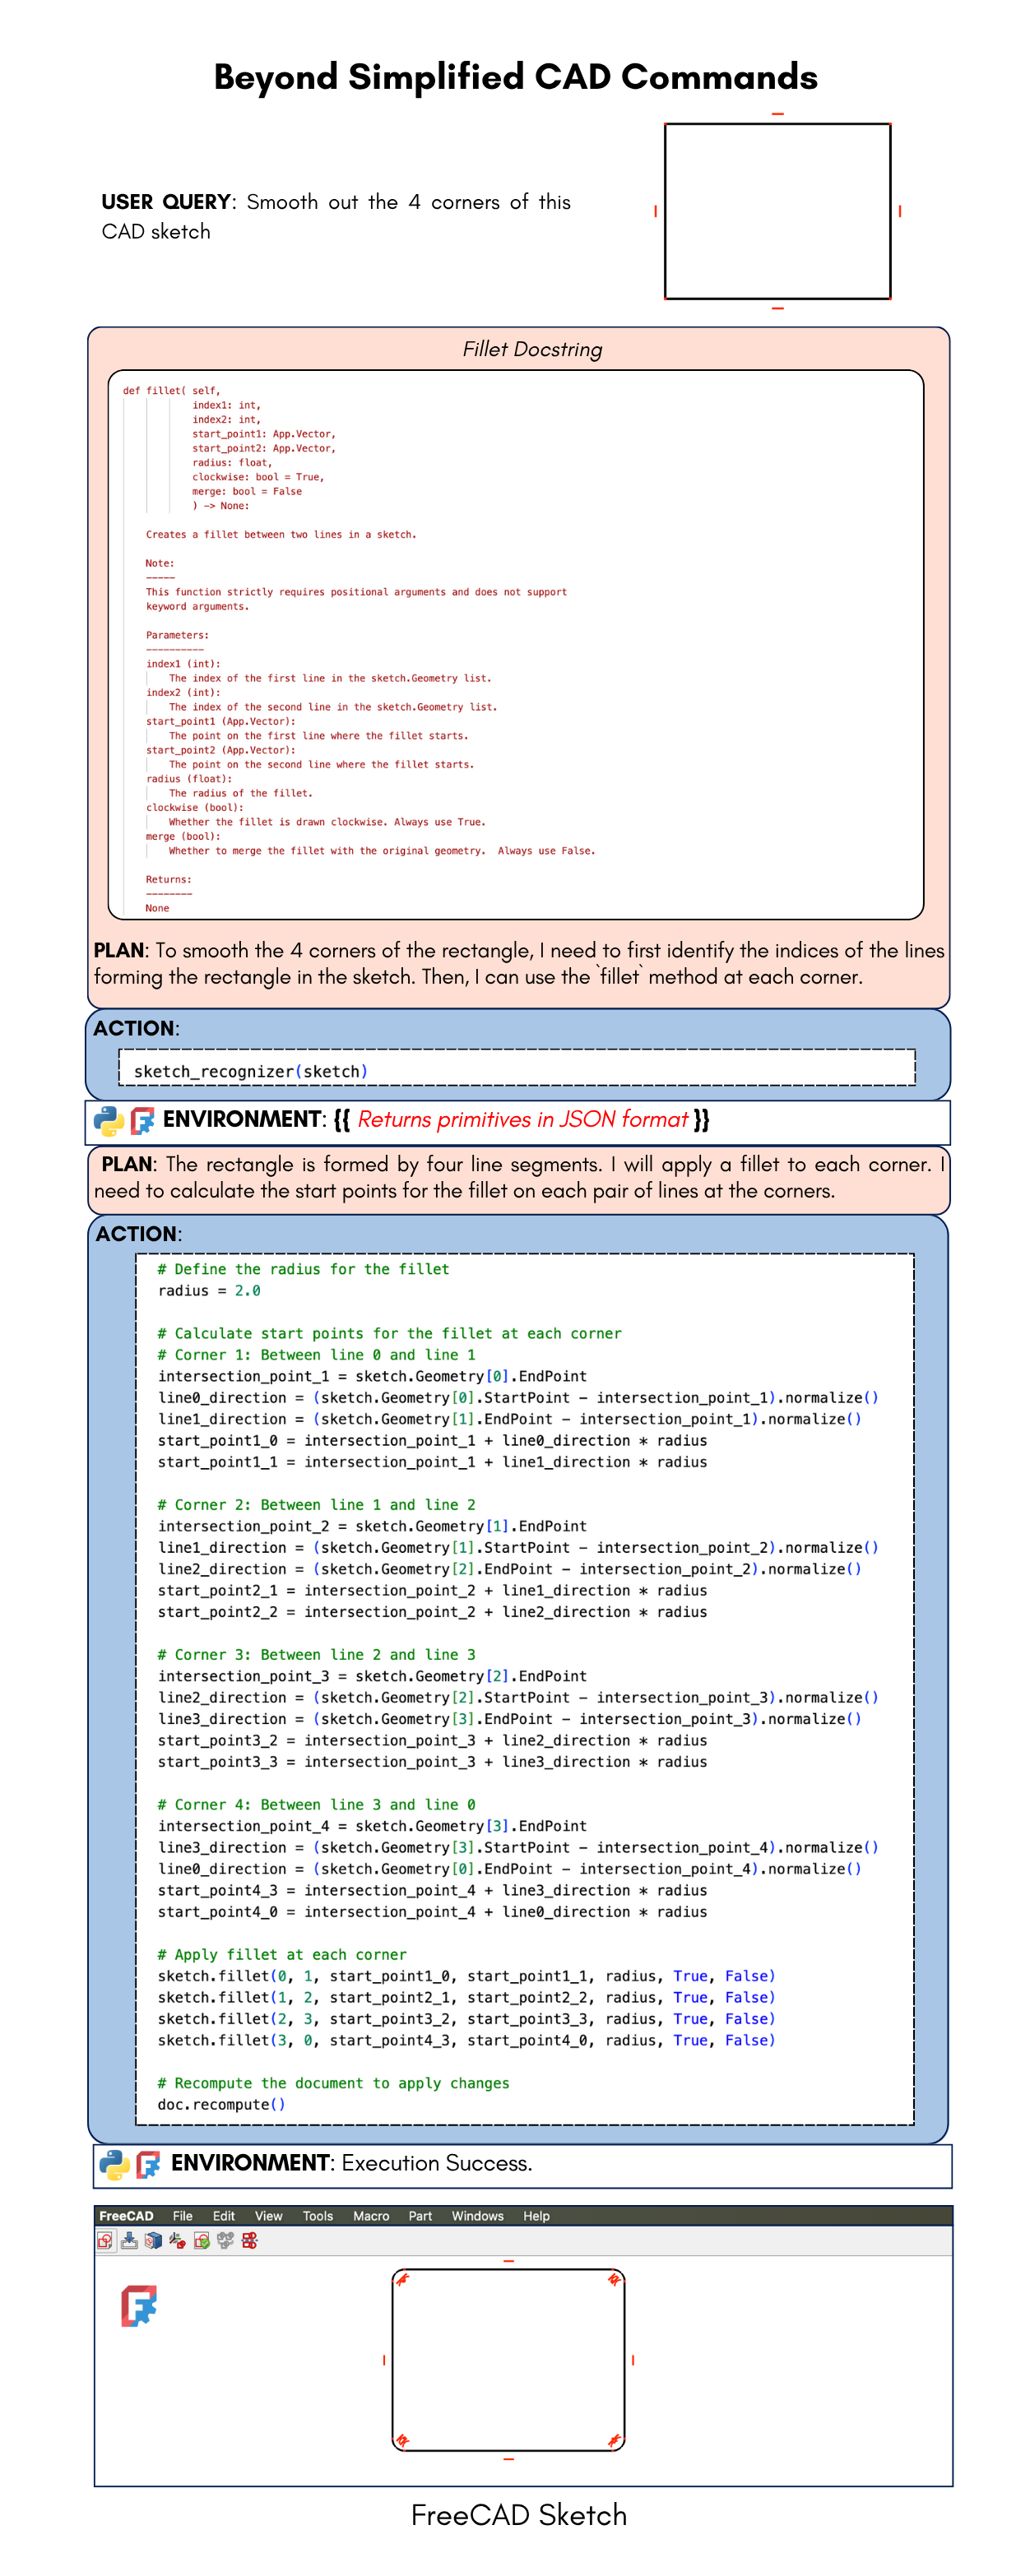 Beyond Simplified CAD Commands
USER QUERY: Smooth out the 4 corners of this
CAD sketch
Fillet Docstring
def fillet( self,
index1: int,
index2: int,
start_point1: App.Vector,
start_point2: App.Vector,
radius: float,
clockwise: bool = True,
merge: bool = False
) -> None:
Creates a fillet between two lines in a sketch.
Note:
-----
This function strictly requires positional arguments and does not support
keyword arguments.
Parameters:
----------
index1 (int):
The index of the first line in the sketch.Geometry list.
index2 (int):
The index of the second line in the sketch.Geometry list.
start_point1 (App.Vector):
The point on the first line where the fillet starts.
start_point2 (App.Vector):
The point on the second line where the fillet starts.
radius (float):
The radius of the fillet.
clockwise (bool):
Whether the fillet is drawn clockwise. Always use True.
merge (bool):
Whether to merge the fillet with the original geometry.  Always use False.
Returns:
--------
None
PLAN: To smooth the 4 corners of the rectangle, I need to first identify the indices of the lines
forming the rectangle in the sketch. Then, I can use the `fillet` method at each corner.
ACTION:
sketch_recognizer(sketch)
ENVIRONMENT: {{ Returns primitives in JSON format }}
PLAN: The rectangle is formed by four line segments. I will apply a fillet to each corner. I
need to calculate the start points for the fillet on each pair of lines at the corners.
ACTION:
# Define the radius for the fillet
radius = 2.0
# Calculate start points for the fillet at each corner
# Corner 1: Between line 0 and line 1
intersection_point_1 = sketch.Geometry[0].EndPoint
line0_direction = (sketch.Geometry[0].StartPoint - intersection_point_1).normalize()
line1_direction = (sketch.Geometry[1].EndPoint - intersection_point_1).normalize()
start_point1_0 = intersection_point_1 + line0_direction * radius
start_point1_1 = intersection_point_1 + line1_direction * radius
# Corner 2: Between line 1 and line 2
intersection_point_2 = sketch.Geometry[1].EndPoint
line1_direction = (sketch.Geometry[1].StartPoint - intersection_point_2).normalize()
line2_direction = (sketch.Geometry[2].EndPoint - intersection_point_2).normalize()
start_point2_1 = intersection_point_2 + line1_direction * radius
start_point2_2 = intersection_point_2 + line2_direction * radius
# Corner 3: Between line 2 and line 3
intersection_point_3 = sketch.Geometry[2].EndPoint
line2_direction = (sketch.Geometry[2].StartPoint - intersection_point_3).normalize()
line3_direction = (sketch.Geometry[3].EndPoint - intersection_point_3).normalize()
start_point3_2 = intersection_point_3 + line2_direction * radius
start_point3_3 = intersection_point_3 + line3_direction * radius
# Corner 4: Between line 3 and line 0
intersection_point_4 = sketch.Geometry[3].EndPoint
line3_direction = (sketch.Geometry[3].StartPoint - intersection_point_4).normalize()
line0_direction = (sketch.Geometry[0].EndPoint - intersection_point_4).normalize()
start_point4_3 = intersection_point_4 + line3_direction * radius
start_point4_0 = intersection_point_4 + line0_direction * radius
# Apply fillet at each corner
sketch.fillet(0, 1, start_point1_0, start_point1_1, radius, True, False)
sketch.fillet(1, 2, start_point2_1, start_point2_2, radius, True, False)
sketch.fillet(2, 3, start_point3_2, start_point3_3, radius, True, False)
sketch.fillet(3, 0, start_point4_3, start_point4_0, radius, True, False)
# Recompute the document to apply changes
doc.recompute()
ENVIRONMENT: Execution Success.
FreeCAD File Edit View Tools Macro Part Windows Help
FreeCAD Sketch